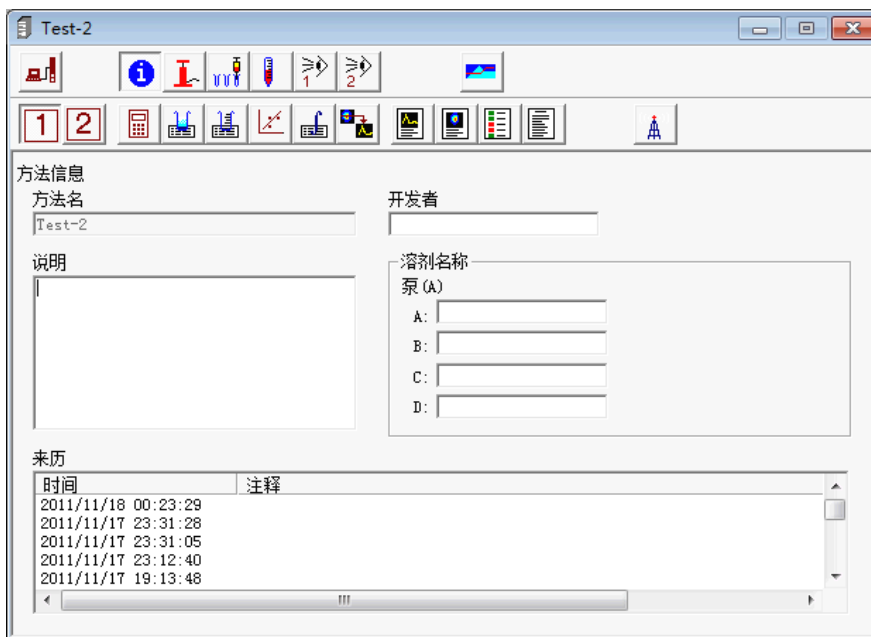 Test-2
1
2
1 2
方法信息
方法名 开发者
Test-2
说明 溶剂名称
泵(A)
A:
B:
C:
D:
来历
时间 注释
2011/11/18 00:23:29
2011/11/17 23:31:28
2011/11/17 23:31:05
2011/11/17 23:12:40
2011/11/17 19:13:48